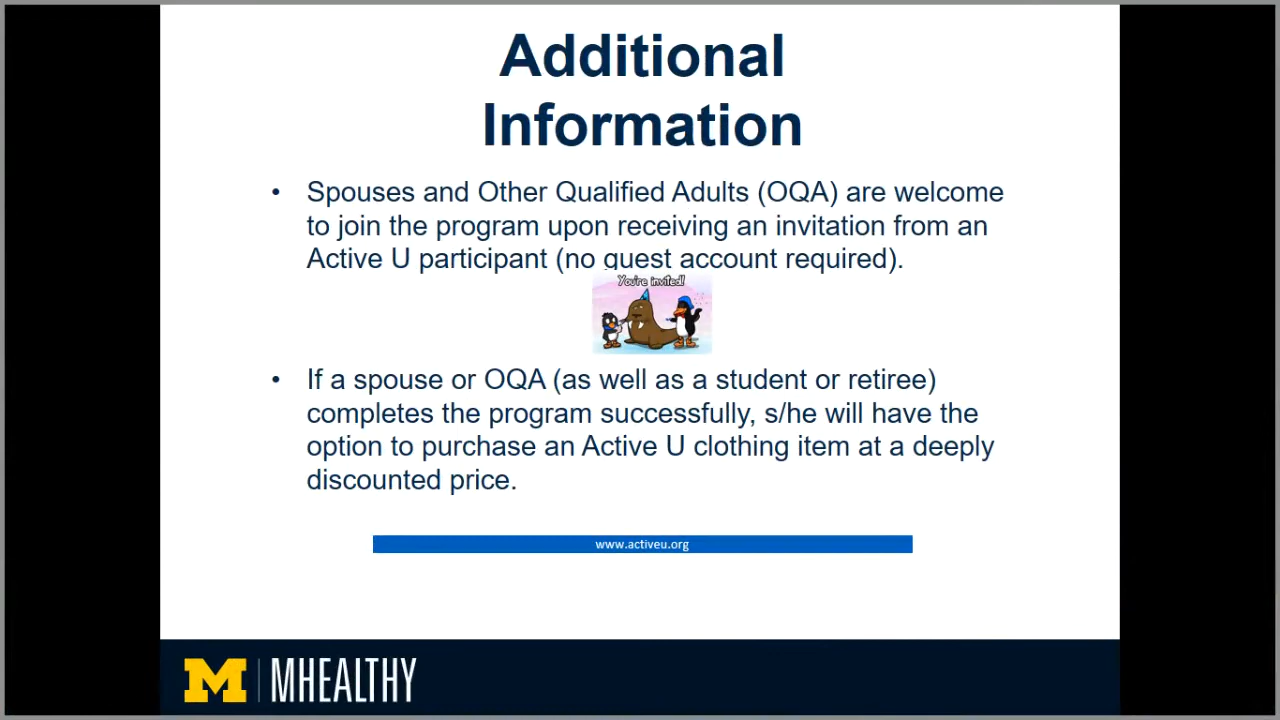 Additional
Information
• Spouses and Other Qualified Adults (OQA) are welcome
to join the program upon receiving an invitation from an
Active U participant (no guest account required).
You're invited!
• If a spouse or OQA (as well as a student or retiree)
completes the program successfully, s/he will have the
option to purchase an Active U clothing item at a deeply
discounted price.
www.activeu.org
M | MHEALTHY